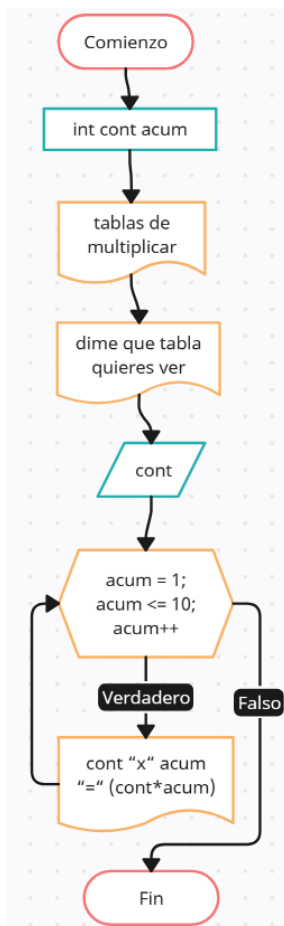 Comienzo
int cont acum
tablas de
multiplicar
dime que tabla
quieres ver
cont
acum = 1;
acum <= 10;
acum++
Verdadero
Falso
cont “x“ acum
“=“ (cont*acum)
Fin